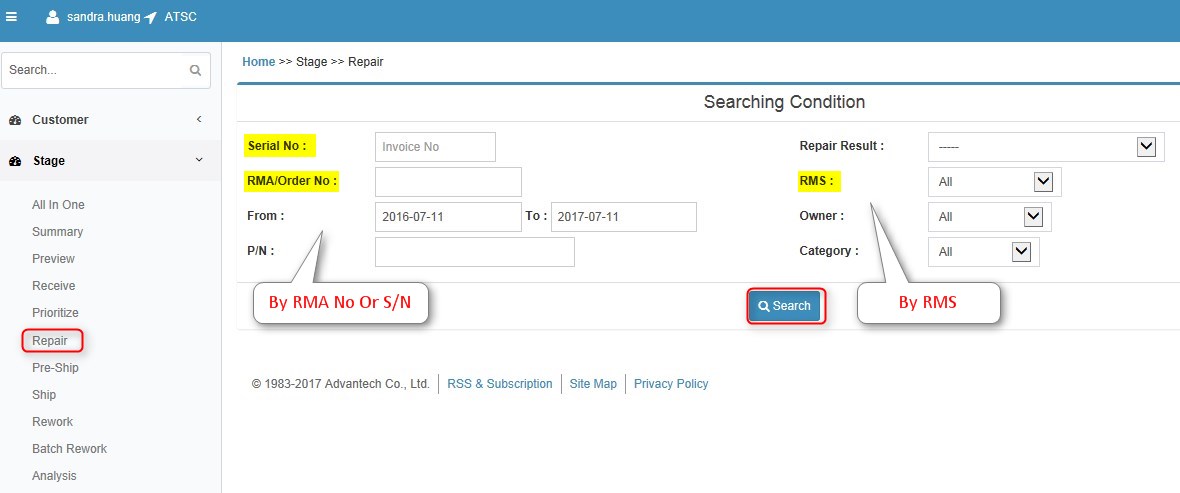 sandra.huang ATSC
Search...
Customer
Stage
All In One
Summary
Preview
Receive
Prioritize
Repair
Pre-Ship
Ship
Rework
Batch Rework
Analysis
Home >> Stage >> Repair
Searching Condition
Serial No : Invoice No Repair Result : -----
RMA/Order No : RMS : All
From : 2016-07-11 To : 2017-07-11 Owner : All
P/N : Category : All
By RMA No Or S/N Search By RMS
© 1983-2017 Advantech Co., Ltd. RSS & Subscription Site Map Privacy Policy